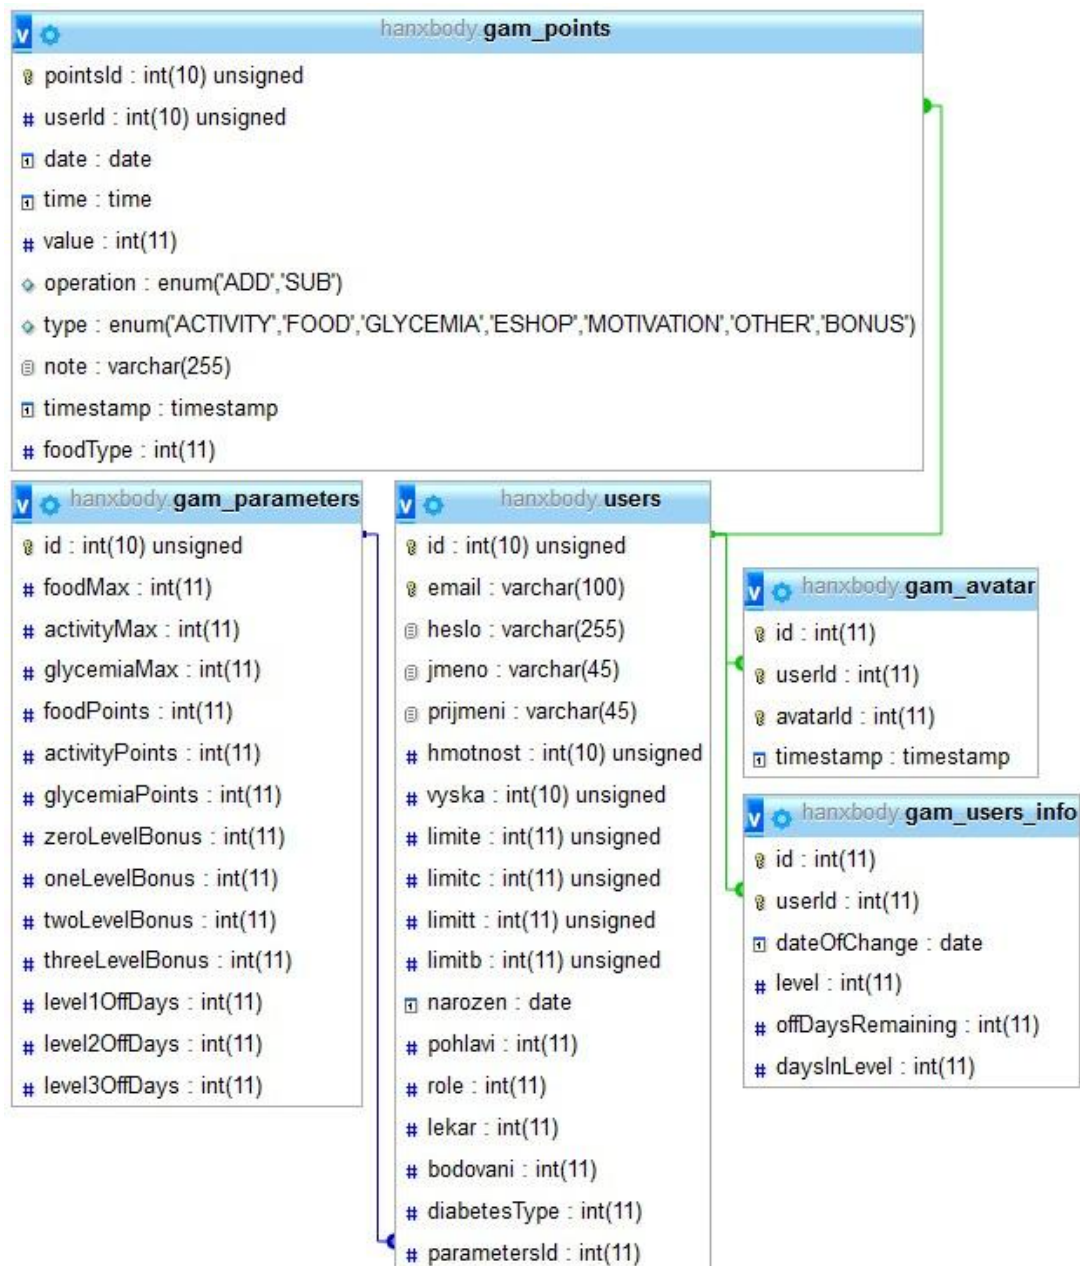 hanxbody.gam_points
pointsId : int(10) unsigned
# userId : int(10) unsigned
date : date
time : time
# value : int(11)
operation : enum('ADD','SUB')
type : enum('ACTIVITY','FOOD','GLYCEMIA','ESHOP','MOTIVATION','OTHER','BONUS')
note : varchar(255)
timestamp : timestamp
# foodType : int(11)
hanxbody.gam_parameters
id : int(10) unsigned
# foodMax : int(11)
# activityMax : int(11)
# glycemiaMax : int(11)
# foodPoints : int(11)
# activityPoints : int(11)
# glycemiaPoints : int(11)
# zeroLevelBonus : int(11)
# oneLevelBonus : int(11)
# twoLevelBonus : int(11)
# threeLevelBonus : int(11)
# level1OffDays : int(11)
# level2OffDays : int(11)
# level3OffDays : int(11)
hanxbody.users
id : int(10) unsigned
email : varchar(100)
heslo : varchar(255)
jmeno : varchar(45)
prijmeni : varchar(45)
# hmotnost : int(10) unsigned
# vyska : int(10) unsigned
# limite : int(11) unsigned
# limitc : int(11) unsigned
# limitt : int(11) unsigned
# limitb : int(11) unsigned
narozen : date
# pohlavi : int(11)
# role : int(11)
# lekar : int(11)
# bodovani : int(11)
# diabetesType : int(11)
# parametersId : int(11)
hanxbody.gam_avatar
id : int(11)
userId : int(11)
avatarId : int(11)
timestamp : timestamp
hanxbody.gam_users_info
id : int(11)
userId : int(11)
dateOfChange : date
# level : int(11)
# offDaysRemaining : int(11)
# daysInLevel : int(11)